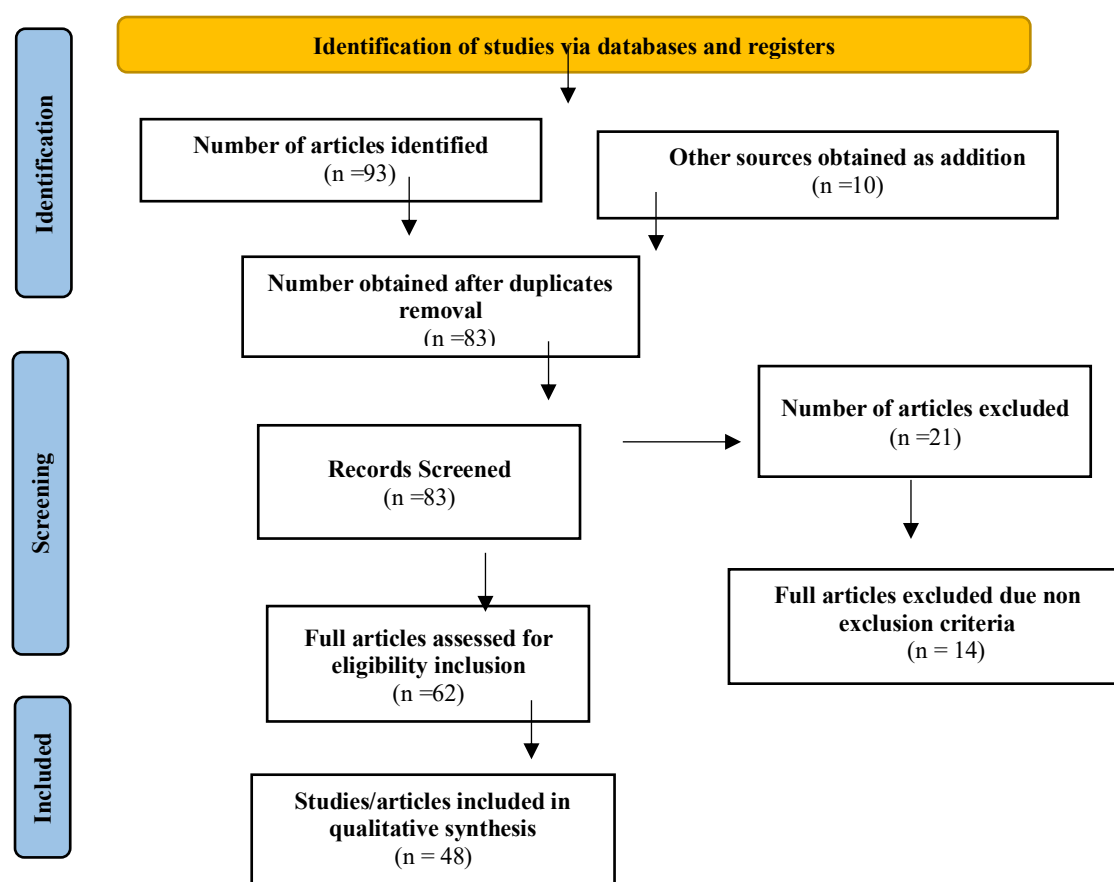 Identification of studies via databases and registers
Identification
Number of articles identified
(n =93)
Other sources obtained as addition
(n =10)
Number obtained after duplicates
removal
(n =83)
Screening
Records Screened
(n =83)
Number of articles excluded
(n =21)
Full articles assessed for
eligibility inclusion
(n =62)
Full articles excluded due non
exclusion criteria
(n = 14)
Included
Studies/articles included in
qualitative synthesis
(n = 48)